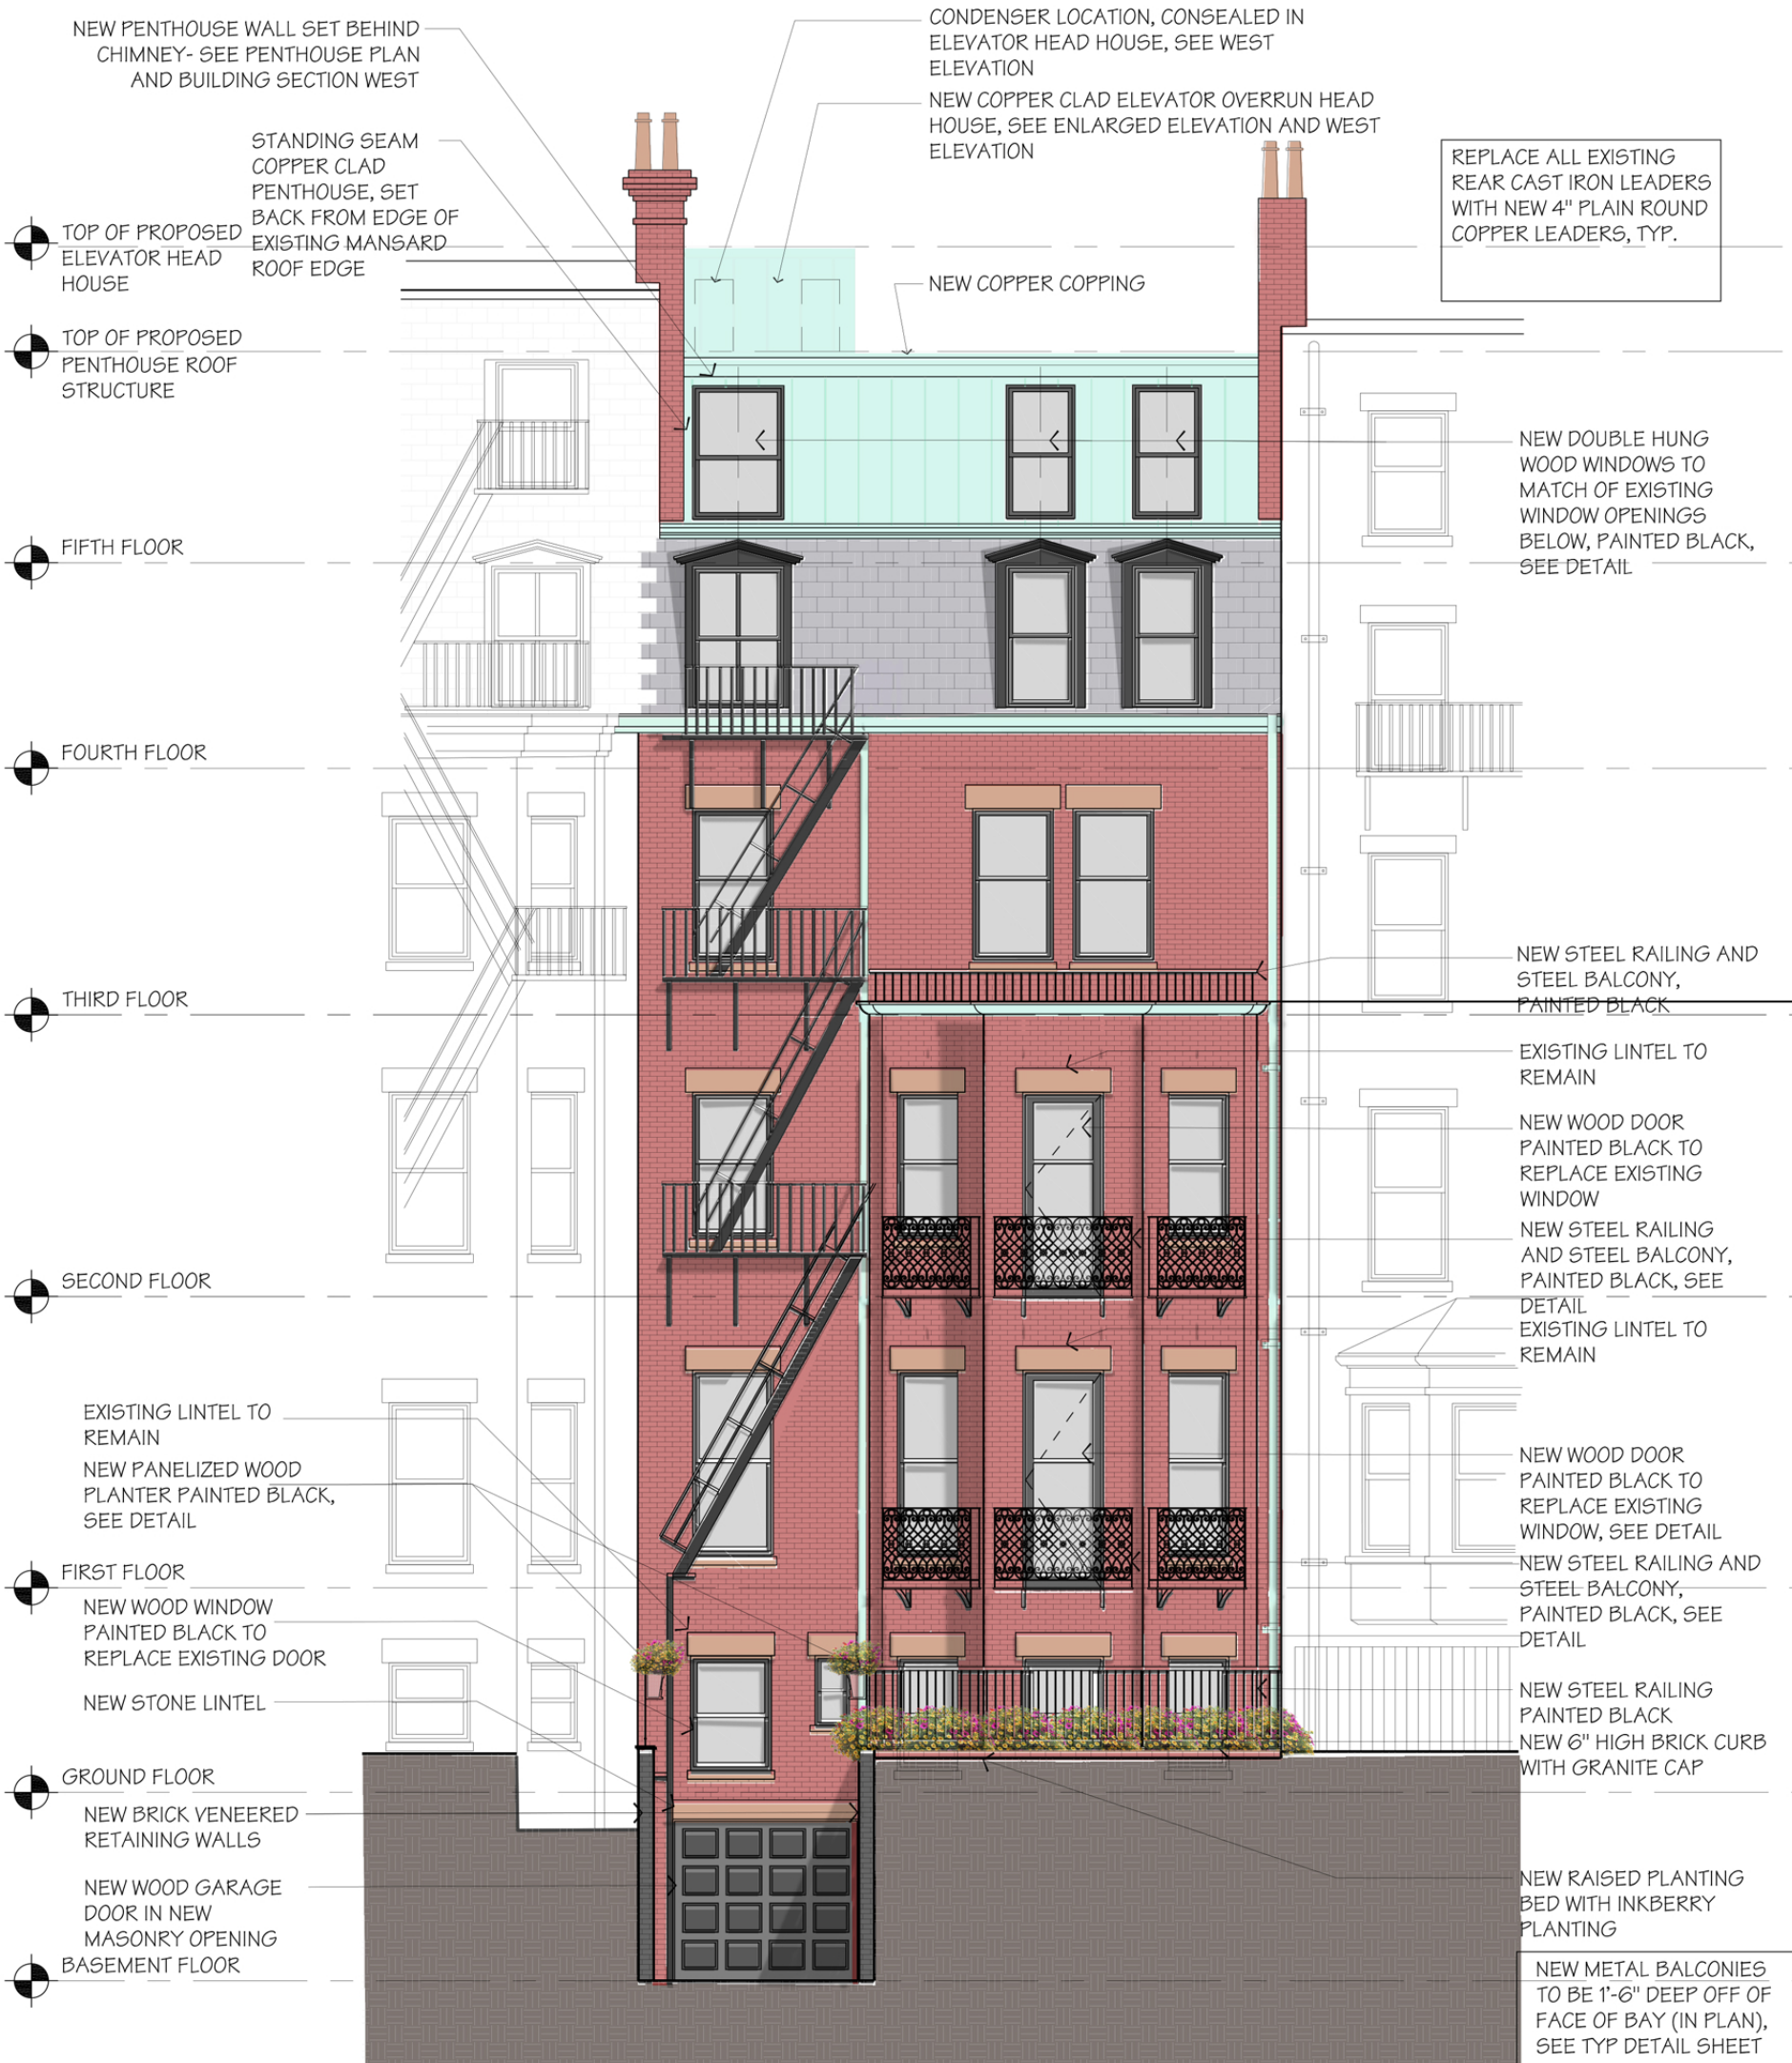 NEW PENTHOUSE WALL SET BEHIND
CHIMNEY- SEE PENTHOUSE PLAN
AND BUILDING SECTION WEST
CONDENSER LOCATION, CONSEALED IN
ELEVATOR HEAD HOUSE, SEE WEST
ELEVATION
NEW COPPER CLAD ELEVATOR OVERRUN HEAD
HOUSE, SEE ENLARGED ELEVATION AND WEST
ELEVATION
STANDING SEAM
COPPER CLAD
PENTHOUSE, SET
BACK FROM EDGE OF
EXISTING MANSARD
ROOF EDGE
REPLACE ALL EXISTING
REAR CAST IRON LEADERS
WITH NEW 4" PLAIN ROUND
COPPER LEADERS, TYP.
TOP OF PROPOSED
ELEVATOR HEAD
HOUSE
NEW COPPER COPPING
TOP OF PROPOSED
PENTHOUSE ROOF
STRUCTURE
NEW DOUBLE HUNG
WOOD WINDOWS TO
MATCH OF EXISTING
WINDOW OPENINGS
BELOW, PAINTED BLACK,
SEE DETAIL
FIFTH FLOOR
FOURTH FLOOR
NEW STEEL RAILING AND
STEEL BALCONY,
PAINTED BLACK
THIRD FLOOR
EXISTING LINTEL TO
REMAIN
NEW WOOD DOOR
PAINTED BLACK TO
REPLACE EXISTING
WINDOW
NEW STEEL RAILING
AND STEEL BALCONY,
PAINTED BLACK, SEE
DETAIL
SECOND FLOOR
EXISTING LINTEL TO
REMAIN
EXISTING LINTEL TO
REMAIN
NEW PANELIZED WOOD
PLANTER PAINTED BLACK,
SEE DETAIL
NEW WOOD DOOR
PAINTED BLACK TO
REPLACE EXISTING
WINDOW, SEE DETAIL
NEW STEEL RAILING AND
STEEL BALCONY,
PAINTED BLACK, SEE
DETAIL
FIRST FLOOR
NEW WOOD WINDOW
PAINTED BLACK TO
REPLACE EXISTING DOOR
NEW STONE LINTEL
NEW STEEL RAILING
PAINTED BLACK
NEW 6" HIGH BRICK CURB
WITH GRANITE CAP
GROUND FLOOR
NEW BRICK VENEERED
RETAINING WALLS
NEW WOOD GARAGE
DOOR IN NEW
MASONRY OPENING
NEW RAISED PLANTING
BED WITH INKBERRY
PLANTING
BASEMENT FLOOR
NEW METAL BALCONIES
TO BE 1'-6" DEEP OFF OF
FACE OF BAY (IN PLAN),
SEE TYP DETAIL SHEET